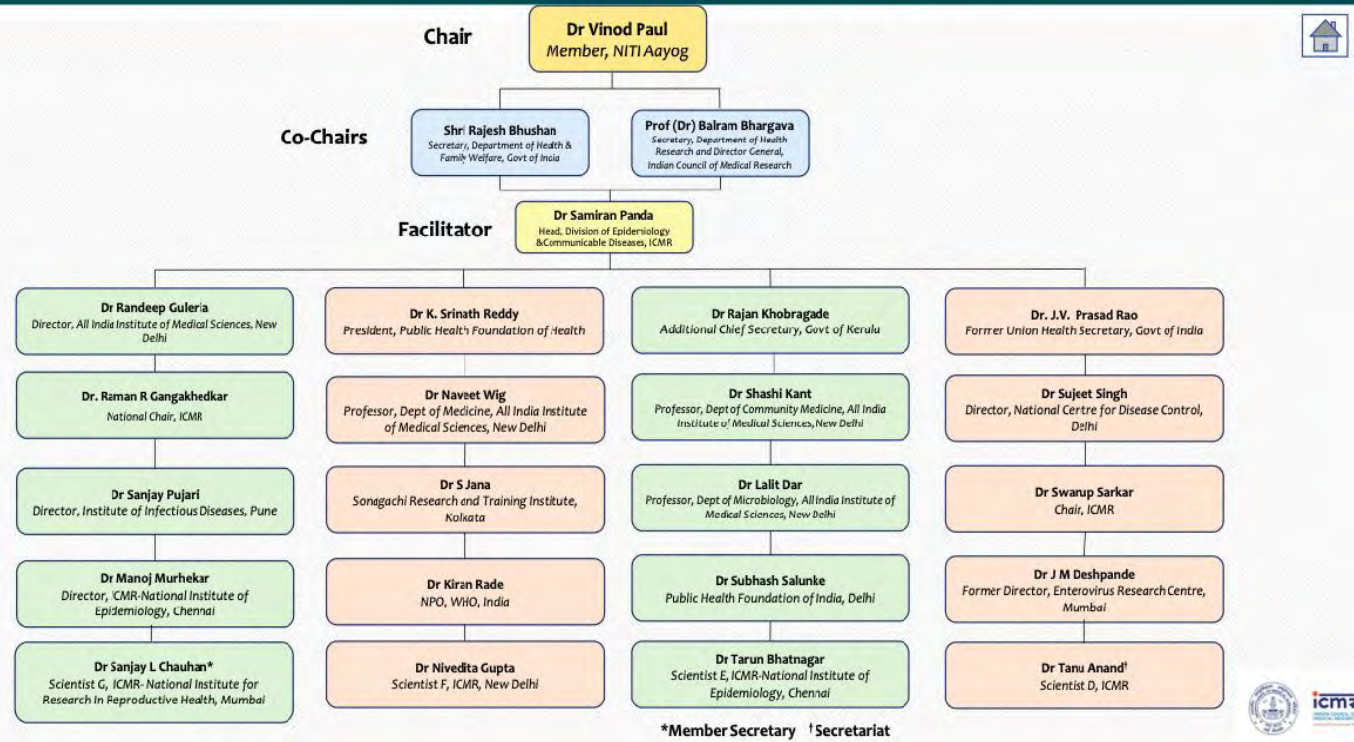 Chair
Dr Vinod Paul
Member, NITI Aayog
Co-Chairs
Shri Rajesh Bhushan
Secretary, Department of Health &
Family Welfare, Govt of India
Prof (Dr) Balram Bhargava
Secretary, Department of Health
Research and Director General,
Indian Council of Medical Research
Facilitator
Dr Samiran Panda
Head, Division of Epidemiology
&Communicable Diseases, ICMR
Dr Randeep Guleria
Director, All India Institute of Medical Sciences, New
Delhi
Dr K. Srinath Reddy
President, Public Health Foundation of Health
Dr Rajan Khobragade
Additional Chief Secretary, Govt of Kerala
Dr. J.V. Prasad Rao
Former Union Health Secretary, Govt of India
Dr. Raman R Gangakhedkar
National Chair, ICMR
Dr Naveet Wig
Professor, Dept of Medicine, All India Institute
of Medical Sciences, New Delhi
Dr Shashi Kant
Professor, Dept of Community Medicine, All India
Institute of Medical Sciences, New Delhi
Dr Sujeet Singh
Director, National Centre for Disease Control,
Delhi
Dr Sanjay Pujari
Director, Institute of Infectious Diseases, Pune
Dr S Jana
Sonagachi Research and Training Institute,
Kolkata
Dr Lalit Dar
Professor, Dept of Microbiology, All India Institute of
Medical Sciences, New Delhi
Dr Swarup Sarkar
Chair, ICMR
Dr Manoj Murhekar
Director, ICMR-National Institute of
Epidemiology, Chennai
Dr Kiran Rade
NPO, WHO, India
Dr Subhash Salunke
Public Health Foundation of India, Delhi
Dr J M Deshpande
Former Director, Enterovirus Research Centre,
Mumbai
Dr Sanjay L Chauhan*
Scientist G, ICMR- National Institute for
Research In Reproductive Health, Mumbai
Dr Nivedita Gupta
Scientist F, ICMR, New Delhi
Dr Tarun Bhatnagar
Scientist E, ICMR-National Institute of
Epidemiology, Chennai
Dr Tanu Anand†
Scientist D, ICMR
*Member Secretary †Secretariat
icmr